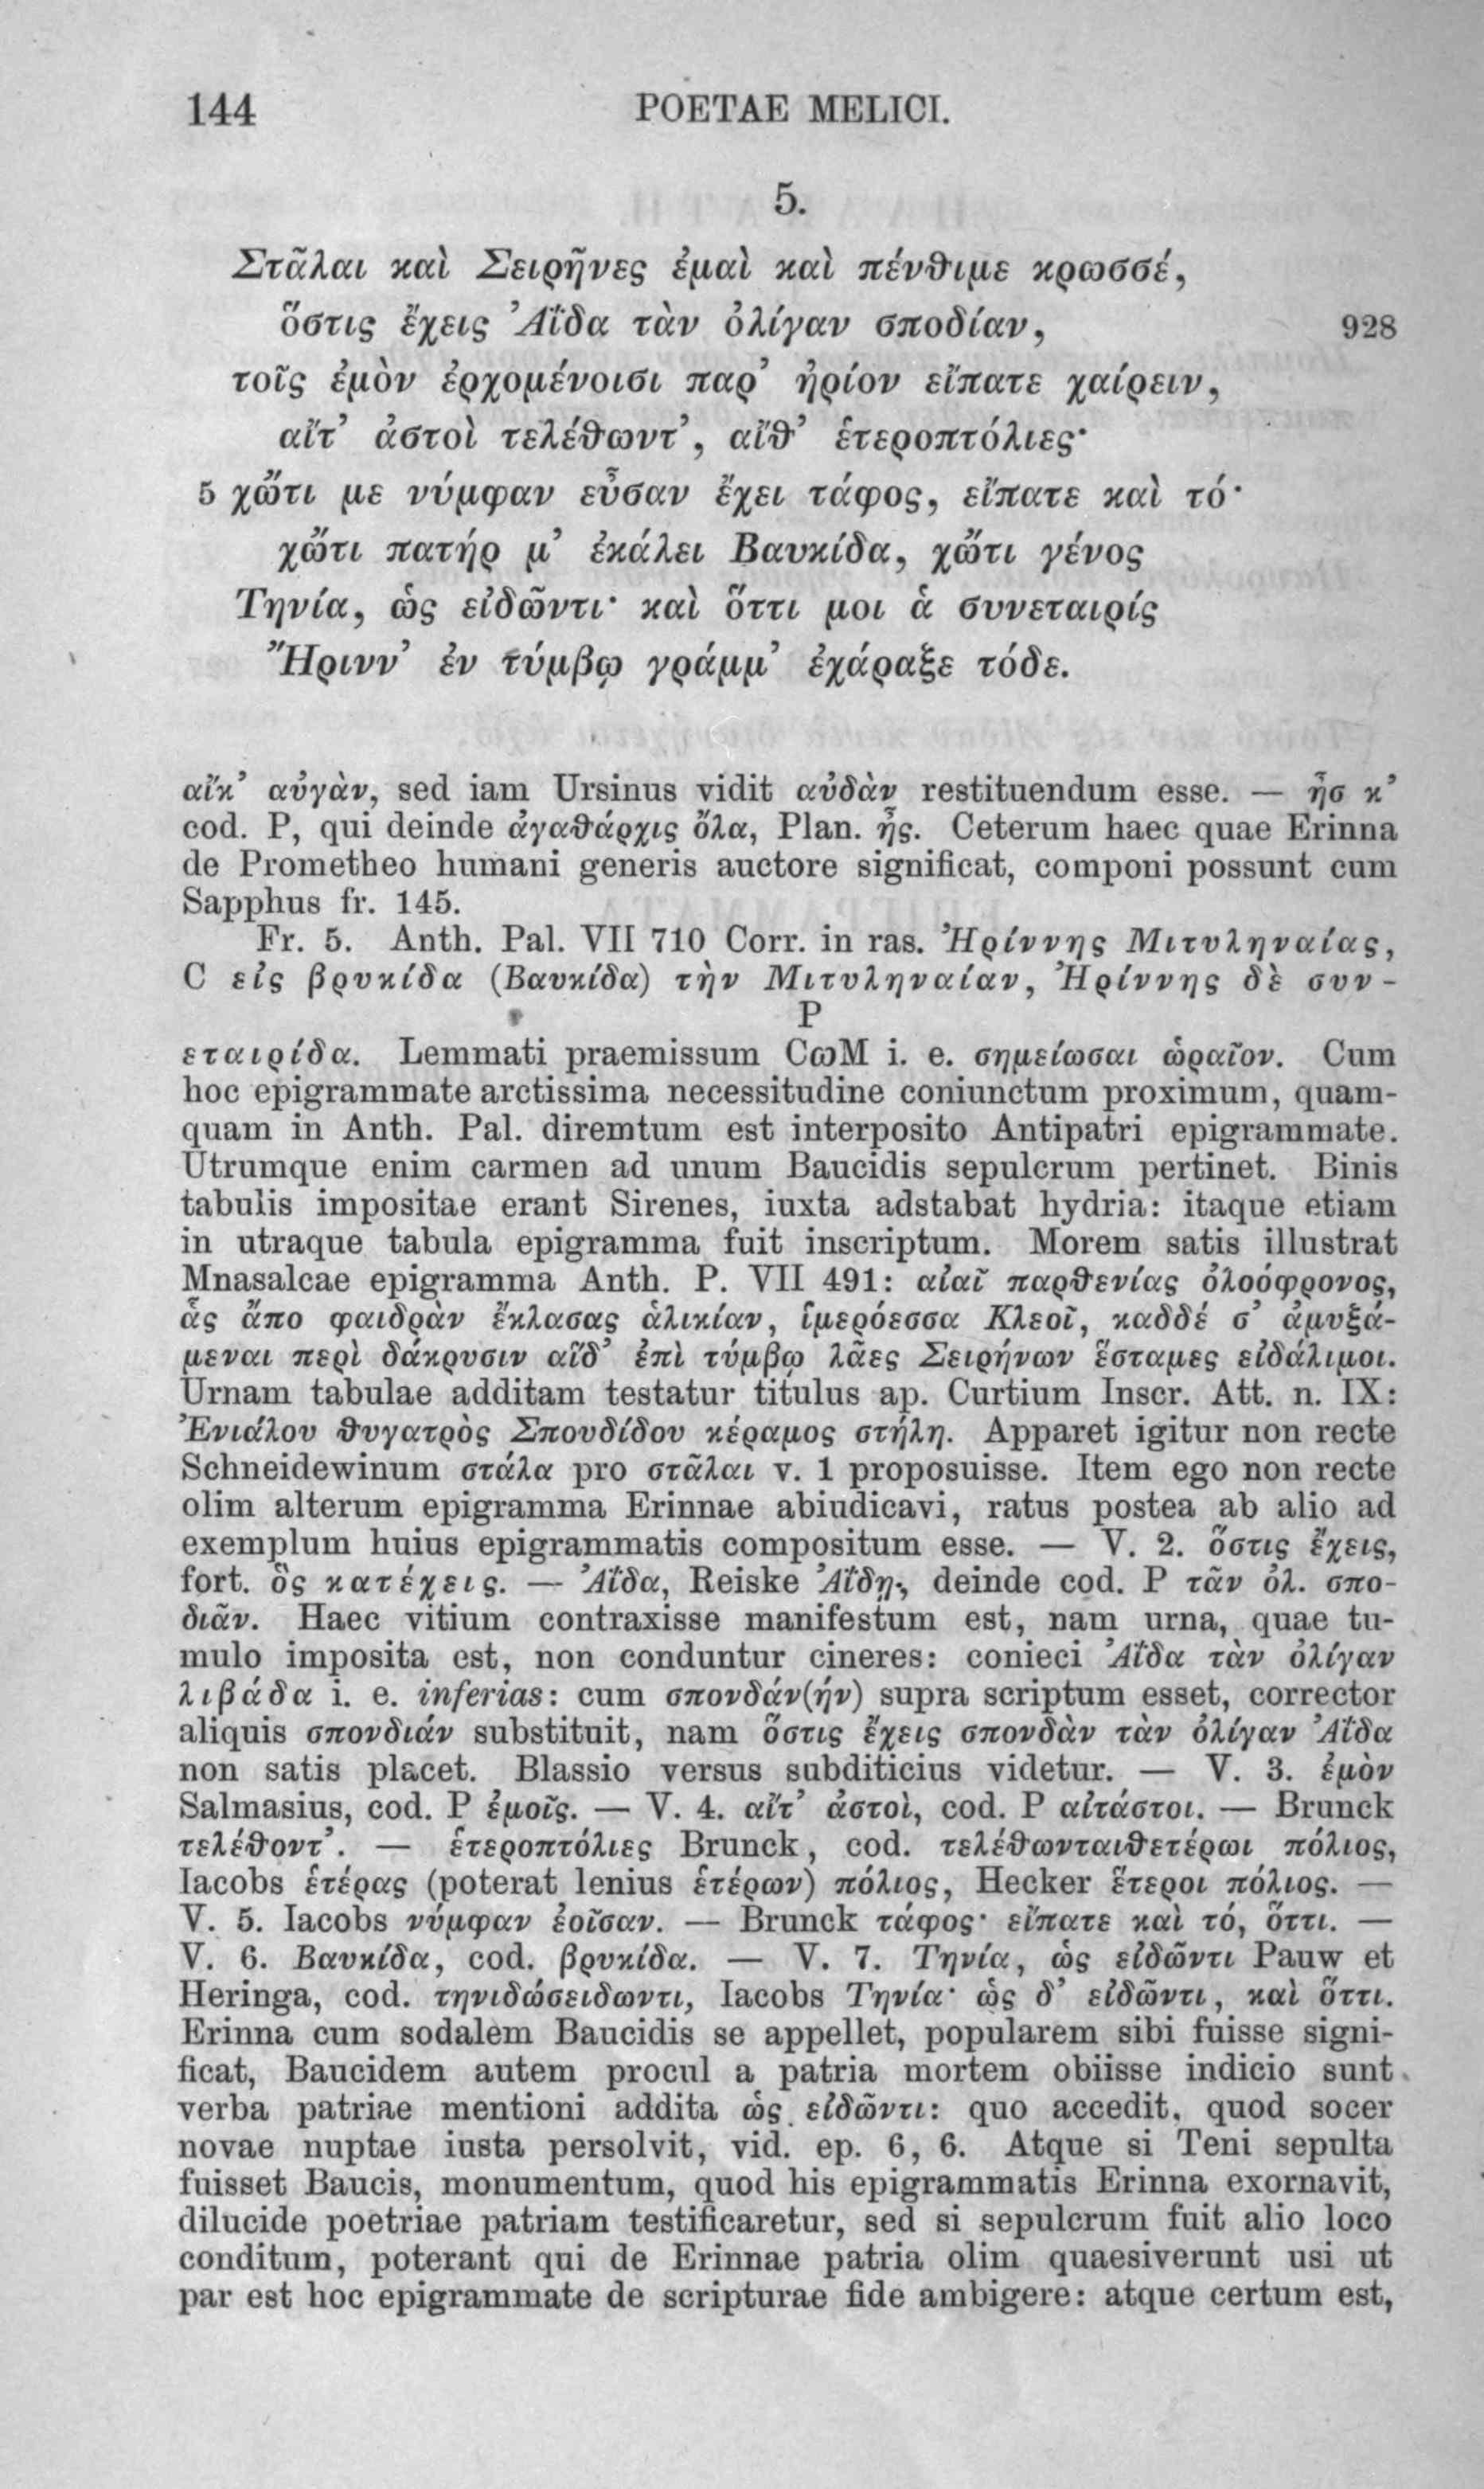 144 POETAE MELICI.
5.
Στᾶλαι καὶ Σειρῆνες ἐμαὶ καὶ πένθιμε κρωσσέ,
ὅστις ἔχεις Ἀΐδα τὰν ὀλίγαν σποδίαν, 928
τοῖς ἐμὸν ἐρχομένοισι παρ’ ἠρίον εἴπατε χαίρειν,
αἴτ’ ἀστοὶ τελέθωντ’, αἴθ’ ἑτεροπτόλιες·
5 χὤτι με νύμφαν εὖσαν ἔχει τάφος, εἴπατε καὶ τό·
χὤτι πατήρ μ’ ἐκάλει Βαυκίδα, χὤτι γένος
Τηνία, ὡς εἰδῶντι· καὶ ὅττι μοι ἁ συνεταιρίς
Ἤρινν’ ἐν τύμβῳ γράμμ’ ἐχάραξε τόδε.
αἴκ’ αὐγὰν, sed iam Ursinus vidit αὐδὰν restituendum esse. — ἦσ κ’
cod. P, qui deinde ἀγαθάρχις ὅλα, Plan. ἧς. Ceterum haec quae Erinna
de Prometheo humani generis auctore significat, componi possunt cum
Sapphus fr. 145.
Fr. 5. Anth. Pal. VII 710 Corr. in ras. Ἠρίννης Μιτυληναίας,
C εἰς βρυκίδα (Βαυκίδα) τὴν Μιτυληναίαν, Ἠρίννης δὲ συν-
P
εταιρίδα. Lemmati praemissum CωM i. e. σημείωσαι ὡραῖον. Cum
hoc epigrammate arctissima necessitudine coniunctum proximum, quam-
quam in Anth. Pal. diremtum est interposito Antipatri epigrammate.
Utrumque enim carmen ad unum Baucidis sepulcrum pertinet. Binis
tabulis impositae erant Sirenes, iuxta adstabat hydria: itaque etiam
in utraque tabula epigramma fuit inscriptum. Morem satis illustrat
Mnasalcae epigramma Anth. P. VII 491: αἰαῖ παρθενίας ὀλοόφρονος,
ἇς ἄπο φαιδρὰν ἔκλασας ἁλικίαν, ἱμερόεσσα Κλεοῖ, καδδέ σ’ ἀμυξά-
μεναι περὶ δάκρυσιν αἵδ’ ἐπὶ τύμβῳ λᾶες Σειρήνων ἕσταμες εἰδάλιμοι.
Urnam tabulae additam testatur titulus ap. Curtium Inscr. Att. n. IX:
Ἐνιάλου θυγατρὸς Σπουδίδου κέραμος στήλη. Apparet igitur non recte
Schneidewinum στάλα pro στᾶλαι v. 1 proposuisse. Item ego non recte
olim alterum epigramma Erinnae abiudicavi, ratus postea ab alio ad
exemplum huius epigrammatis compositum esse. — V. 2. ὅστις ἔχεις,
fort. ὃς κατέχεις. — Ἀΐδα, Reiske Ἀΐδῃ, deinde cod. P τᾶν ὀλ. σπο-
διᾶν. Haec vitium contraxisse manifestum est, nam urna, quae tu-
mulo imposita est, non conduntur cineres: conieci Ἀΐδα τὰν ὀλίγαν
λιβάδα i. e. inferias: cum σπονδάν(ήν) supra scriptum esset, corrector
aliquis σπονδιάν substituit, nam ὅστις ἔχεις σπονδὰν τὰν ὀλίγαν Ἀΐδα
non satis placet. Blassio versus subditicius videtur. — V. 3. ἐμὸν
Salmasius, cod. P ἐμοῖς. — V. 4. αἴτ’ ἀστοὶ, cod. P αἰτάστοι. — Brunck
τελέθοντ’. — ἑτεροπτόλιες Brunck, cod. τελέθωνταιθετέρωι πόλιος,
Iacobs ἑτέρας (poterat lenius ἑτέρων) πόλιος, Hecker ἕτεροι πόλιος. —
V. 5. Iacobs νύμφαν ἐοῖσαν. — Brunck τάφος· εἴπατε καὶ τό, ὅττι. —
V. 6. Βαυκίδα, cod. βρυκίδα. — V. 7. Τηνία, ὡς εἰδῶντι Pauw et
Heringa, cod. τηνιδώσειδωντι, Iacobs Τηνία· ὡς δ’ εἰδῶντι, καὶ ὅττι.
Erinna cum sodalem Baucidis se appellet, popularem sibi fuisse signi-
ficat, Baucidem autem procul a patria mortem obiisse indicio sunt
verba patriae mentioni addita ὡς εἰδῶντι: quo accedit, quod socer
novae nuptae iusta persolvit, vid. ep. 6, 6. Atque si Teni sepulta
fuisset Baucis, monumentum, quod his epigrammatis Erinna exornavit,
dilucide poetriae patriam testificaretur, sed si sepulcrum fuit alio loco
conditum, poterant qui de Erinnae patria olim quaesiverunt usi ut
par est hoc epigrammate de scripturae fide ambigere: atque certum est,